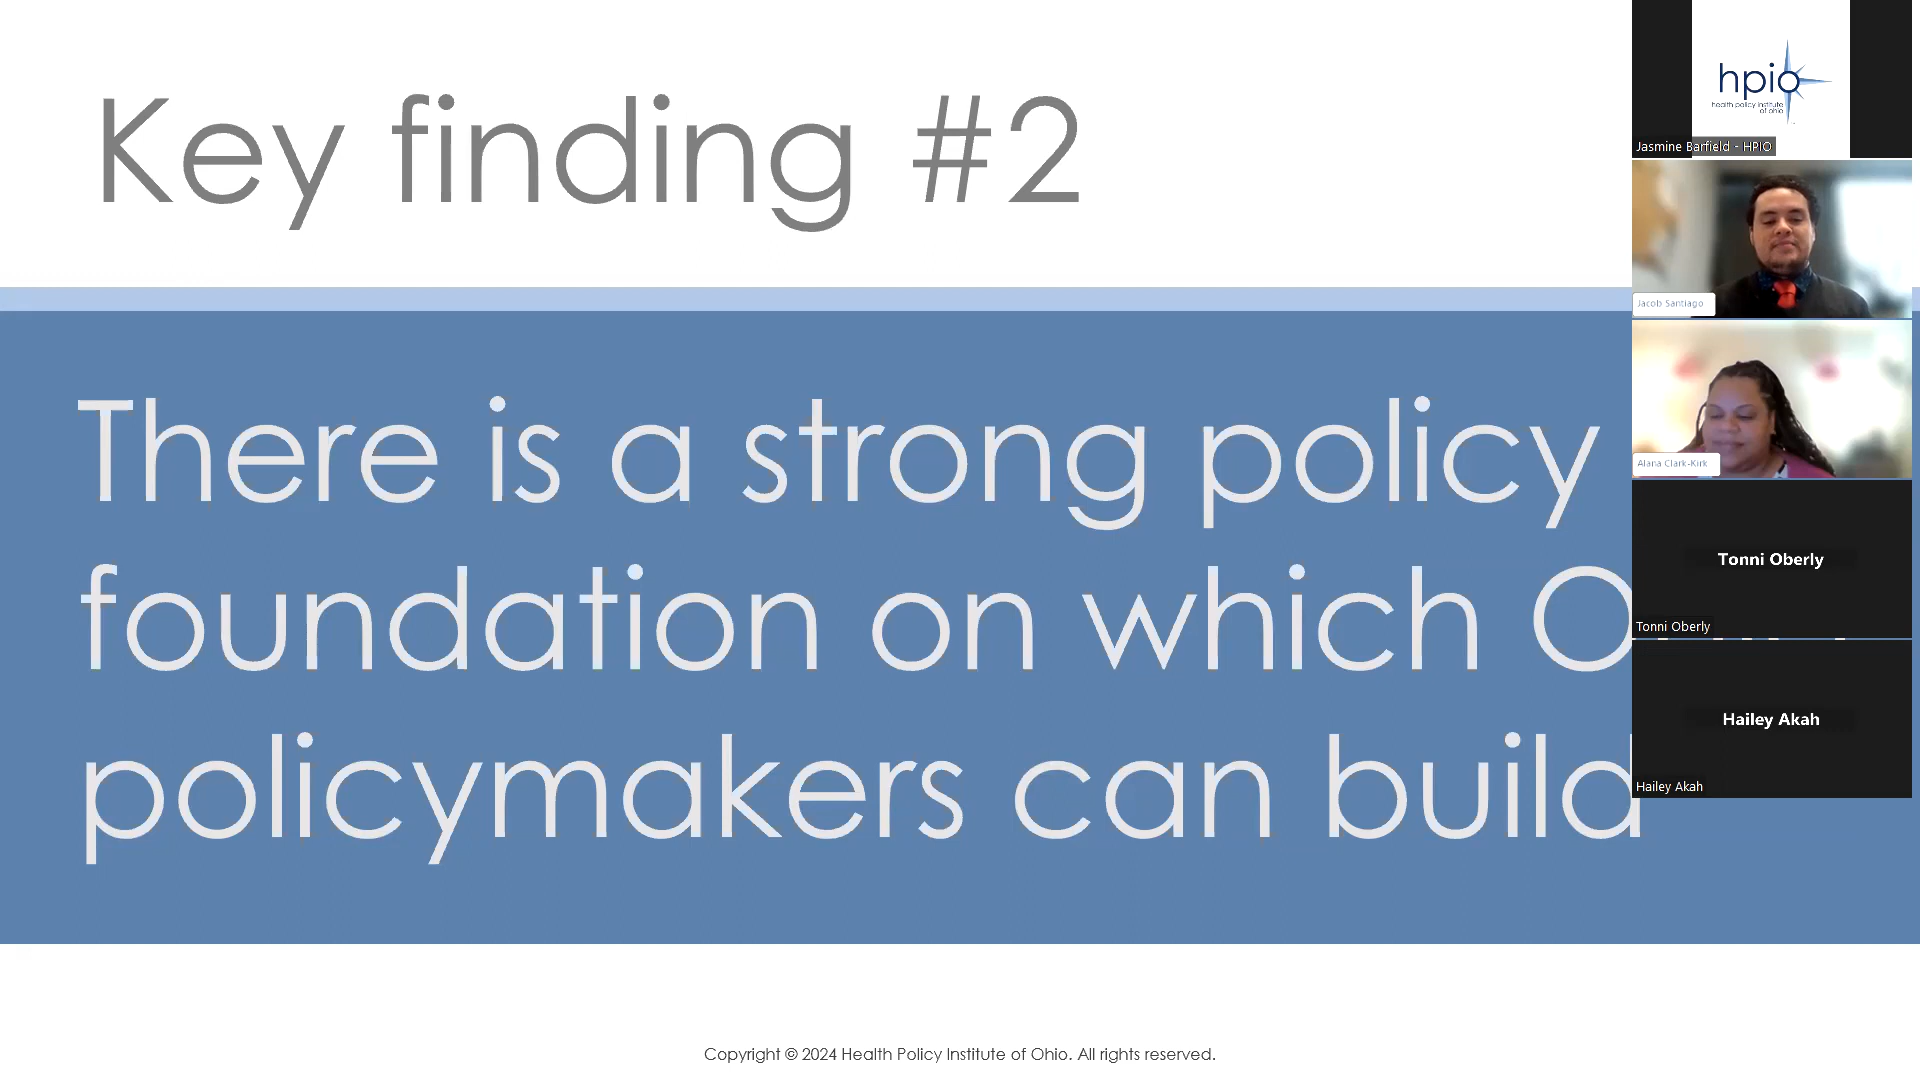 Key finding #2
There is a strong policy
foundation on which O
policymakers can build
Copyright © 2024 Health Policy Institute of Ohio. All rights reserved.
hpio
health policy institute
of ohio
Jasmine Barfield - HPIO
Jacob Santiago
Alana Clark-Kirk
Tonni Oberly
Tonni Oberly
Hailey Akah
Hailey Akah